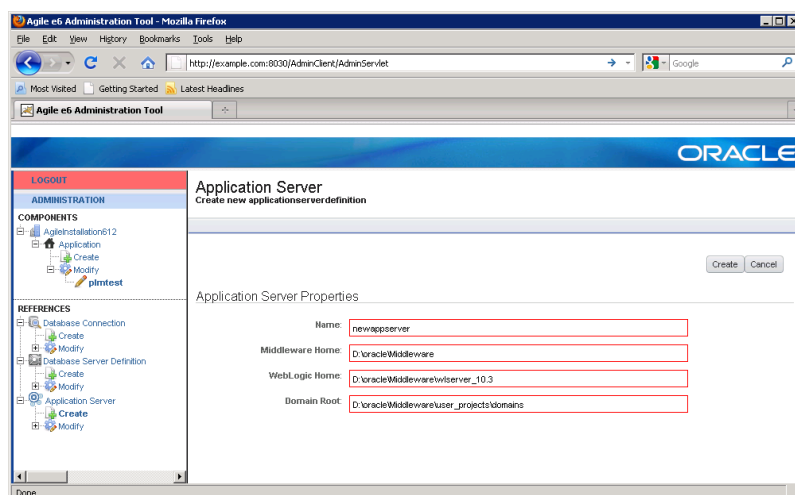 Agile e6 Administration Tool - Mozilla Firefox
File Edit View History Bookmarks Tools Help
http://example.com:8030/AdminClient/AdminServlet
Google
Most Visited Getting Started Latest Headlines
Agile e6 Administration Tool
ORACLE
LOGOUT
ADMINISTRATION
COMPONENTS
AgileInstallation612
Application
Create
Modify
plmtest
REFERENCES
Database Connection
Create
Modify
Database Server Definition
Create
Modify
Application Server
Create
Modify
Application Server
Create new applicationserverdefinition
Create Cancel
Application Server Properties
Name: newappserver
Middleware Home: D:\oracle\Middleware
WebLogic Home: D:\oracle\Middleware\wlserver_10.3
Domain Root: D:\oracle\Middleware\user_projects\domains
Done